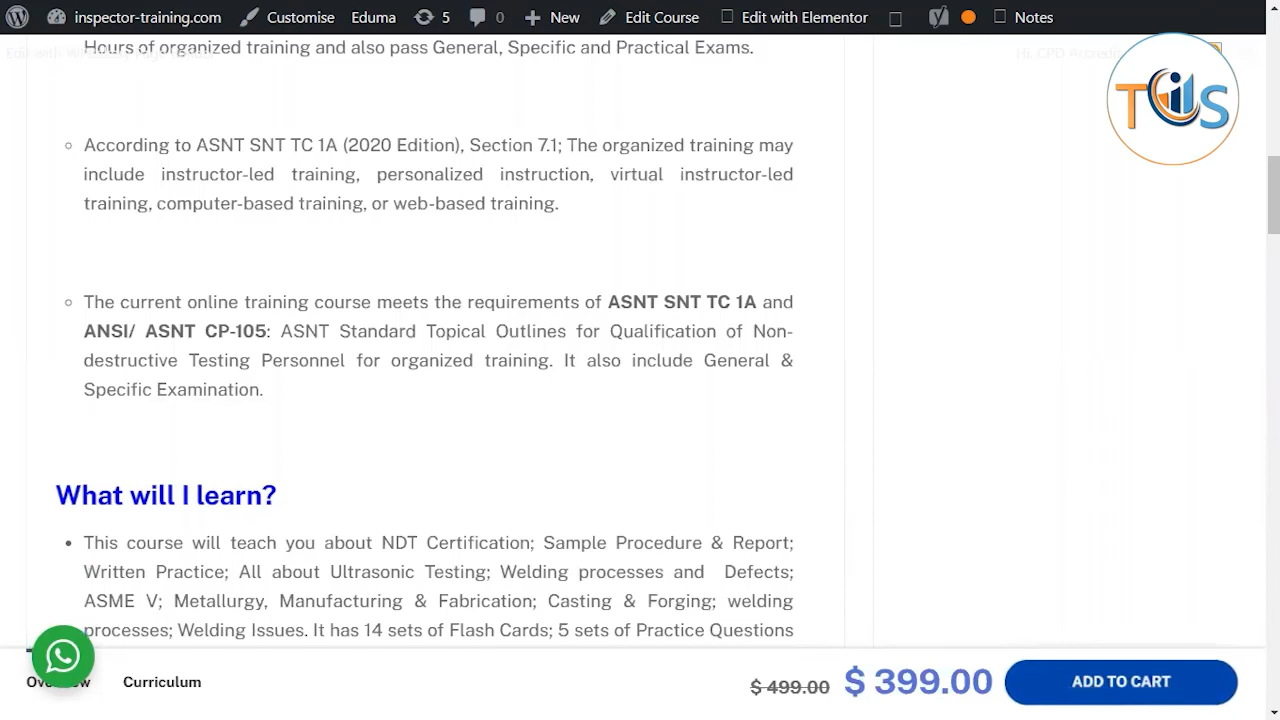 inspector-training.com Customise Eduma 5 0 New Edit Course Edit with Elementor Notes
Hours of organized training and also pass General, Specific and Practical Exams.
Hi, CPD Accredi
TiS
According to ASNT SNT TC 1A (2020 Edition), Section 7.1; The organized training may
include instructor-led training, personalized instruction, virtual instructor-led
training, computer-based training, or web-based training.
The current online training course meets the requirements of ASNT SNT TC 1A and
ANSI/ ASNT CP-105: ASNT Standard Topical Outlines for Qualification of Non-
destructive Testing Personnel for organized training. It also include General &
Specific Examination.
What will I learn?
This course will teach you about NDT Certification; Sample Procedure & Report;
Written Practice; All about Ultrasonic Testing; Welding processes and Defects;
ASME V; Metallurgy, Manufacturing & Fabrication; Casting & Forging; welding
processes; Welding Issues. It has 14 sets of Flash Cards; 5 sets of Practice Questions
Curriculum
$ 499.00 $ 399.00 ADD TO CART